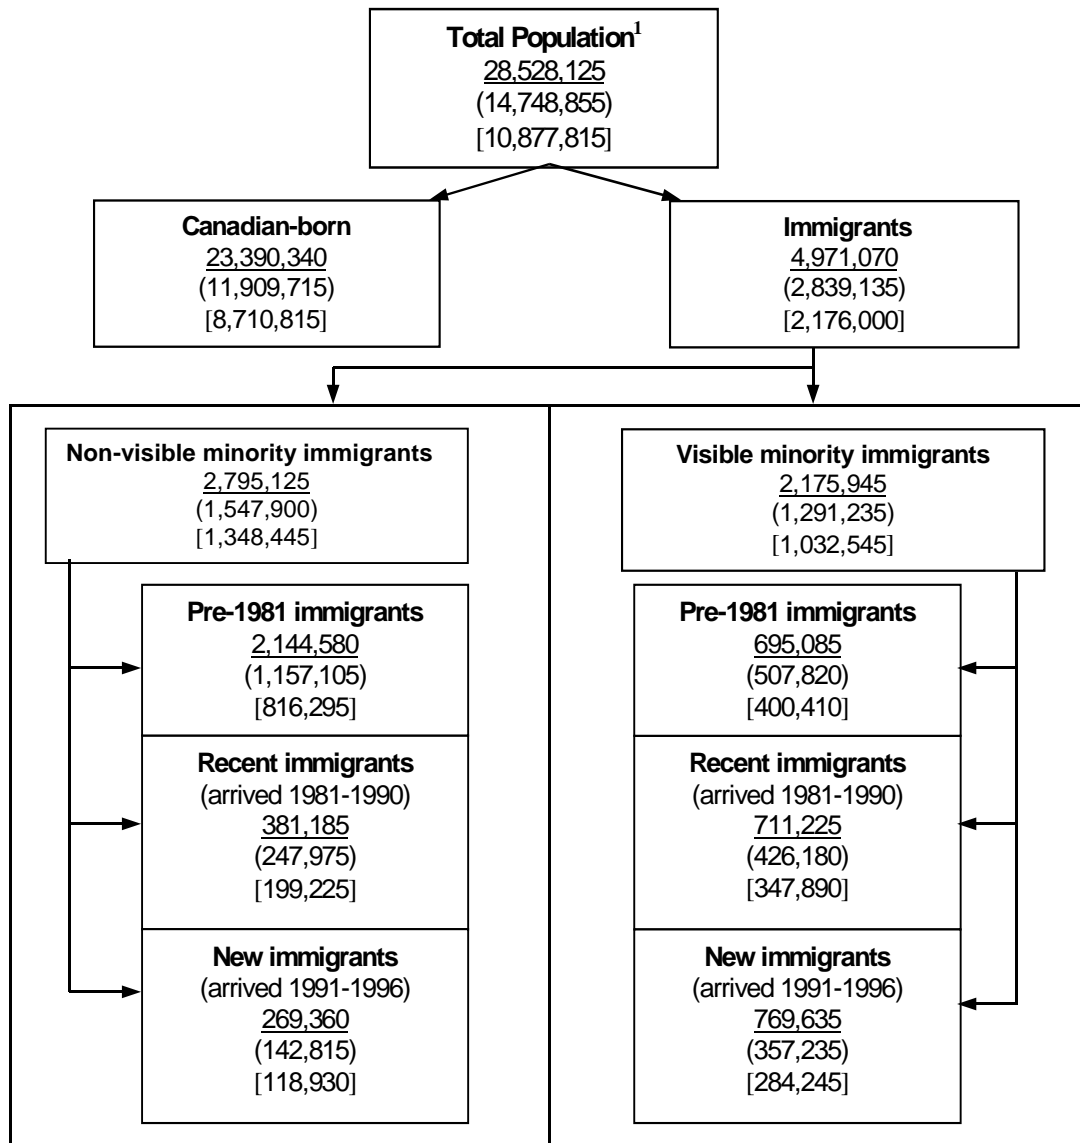 Total Population¹
28,528,125
(14,748,855)
[10,877,815]
Canadian-born
23,390,340
(11,909,715)
[8,710,815]
Immigrants
4,971,070
(2,839,135)
[2,176,000]
Non-visible minority immigrants
2,795,125
(1,547,900)
[1,348,445]
Pre-1981 immigrants
2,144,580
(1,157,105)
[816,295]
Recent immigrants
(arrived 1981-1990)
381,185
(247,975)
[199,225]
New immigrants
(arrived 1991-1996)
269,360
(142,815)
[118,930]
Visible minority immigrants
2,175,945
(1,291,235)
[1,032,545]
Pre-1981 immigrants
695,085
(507,820)
[400,410]
Recent immigrants
(arrived 1981-1990)
711,225
(426,180)
[347,890]
New immigrants
(arrived 1991-1996)
769,635
(357,235)
[284,245]